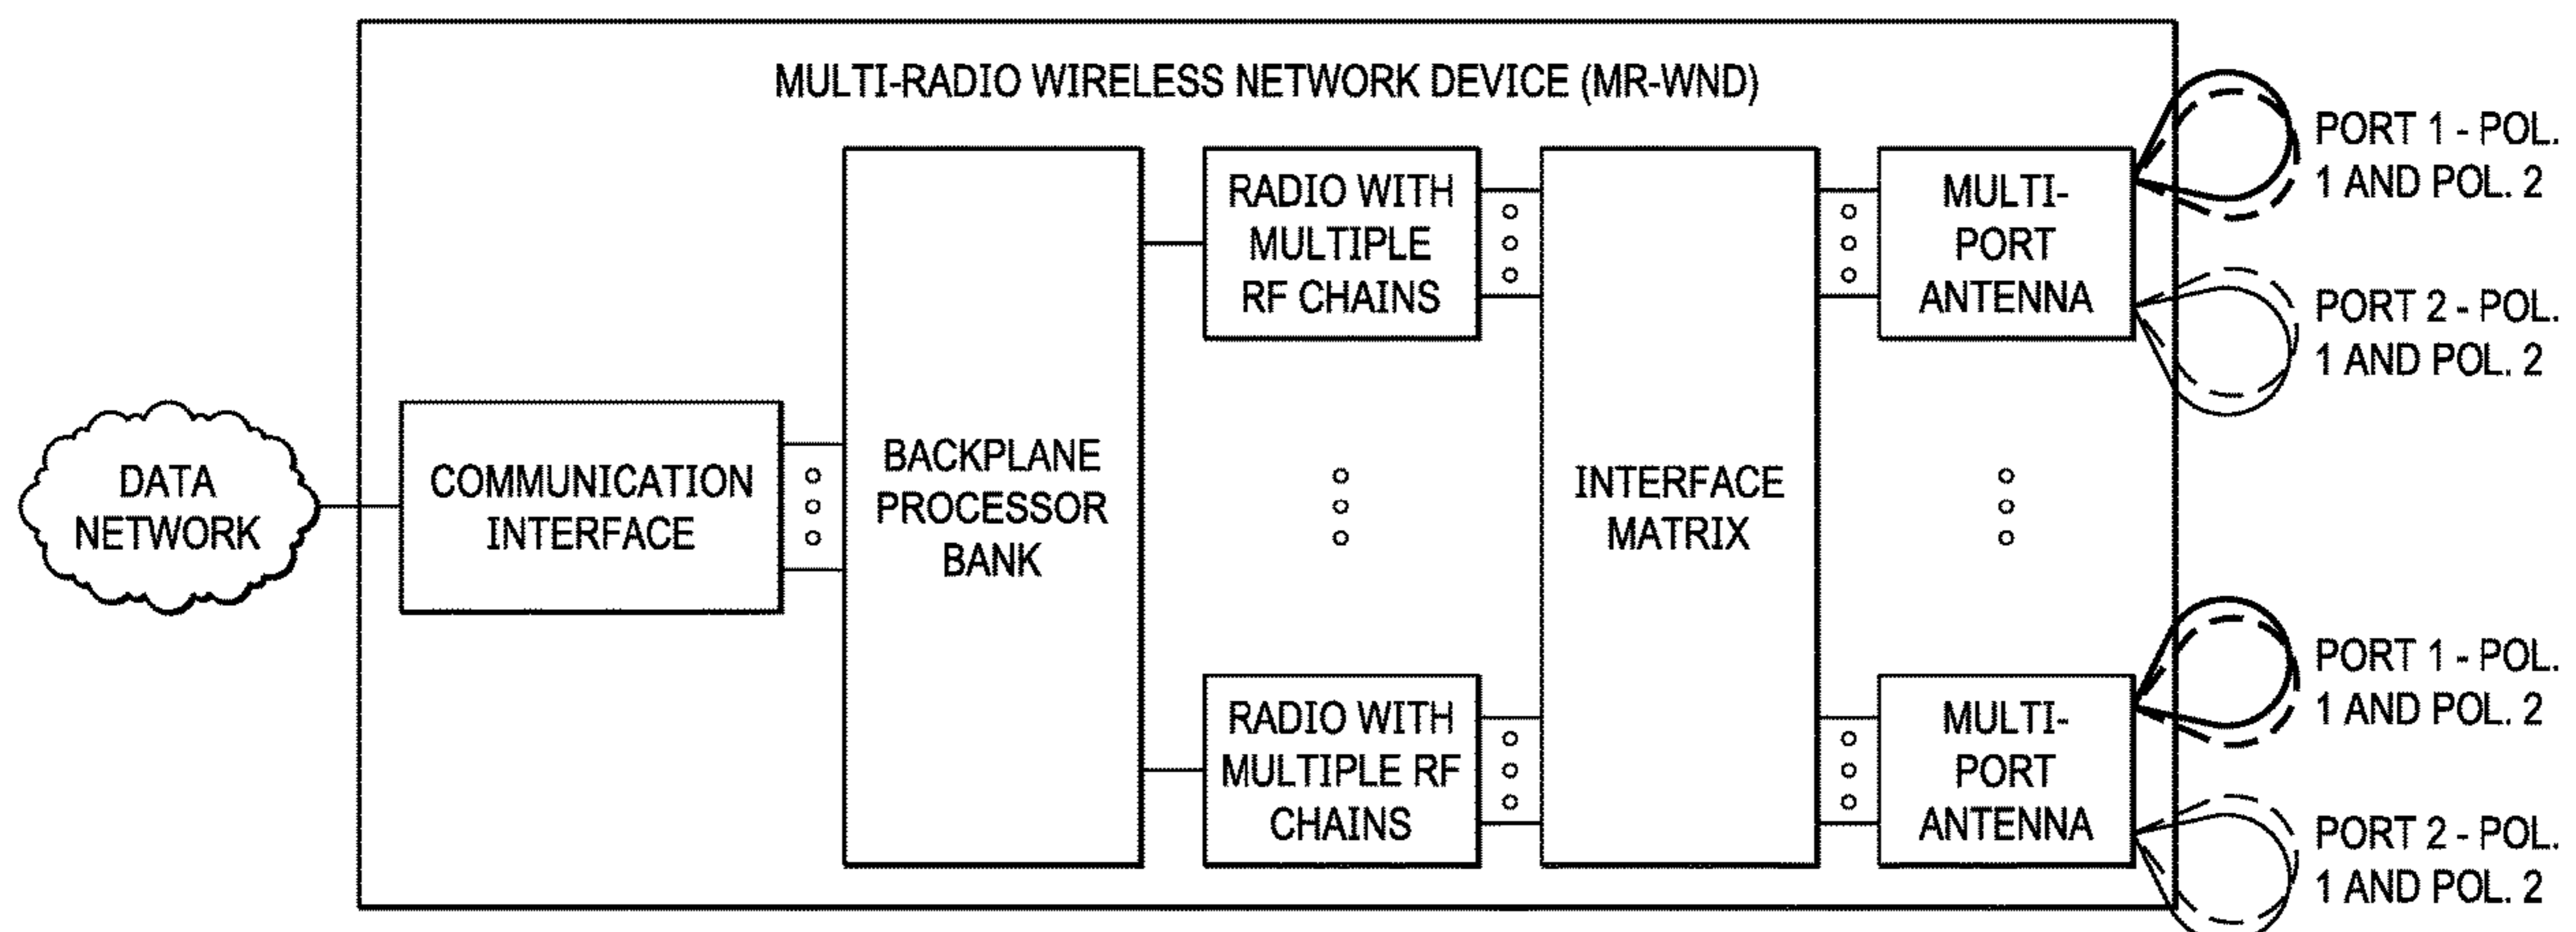 MULTI-RADIO WIRELESS NETWORK DEVICE (MR-WND)
DATA
NETWORK
COMMUNICATION
INTERFACE
BACKPLANE
PROCESSOR
BANK
RADIO WITH
MULTIPLE
RF CHAINS
RADIO WITH
MULTIPLE RF
CHAINS
INTERFACE
MATRIX
MULTI-
PORT
ANTENNA
MULTI-
PORT
ANTENNA
PORT 1 - POL.
1 AND POL. 2
PORT 2 - POL.
1 AND POL. 2
PORT 1 - POL.
1 AND POL. 2
PORT 2 - POL.
1 AND POL. 2